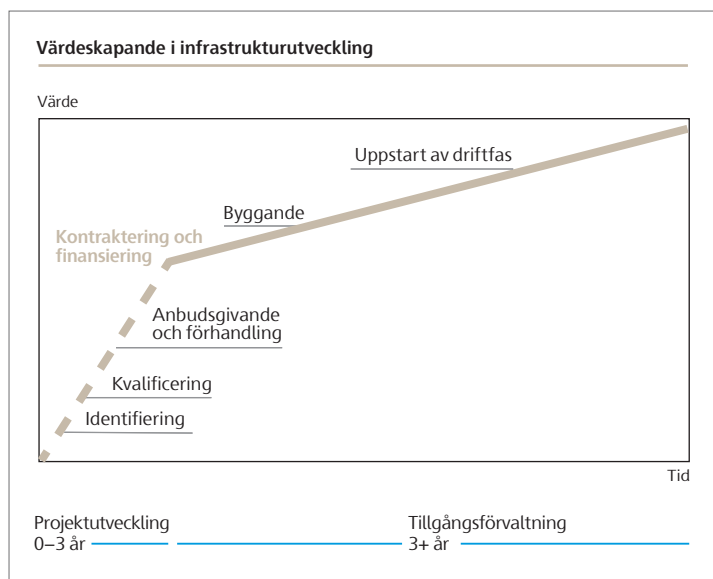 Värdeskapande i infrastrukturutveckling
Värde
Uppstart av driftfas
Byggande
Kontraktering och
finansiering
Anbudsgivande
och förhandling
Kvalificering
Identifiering
Tid
Projektutveckling
0–3 år
Tillgångsförvaltning
3+ år